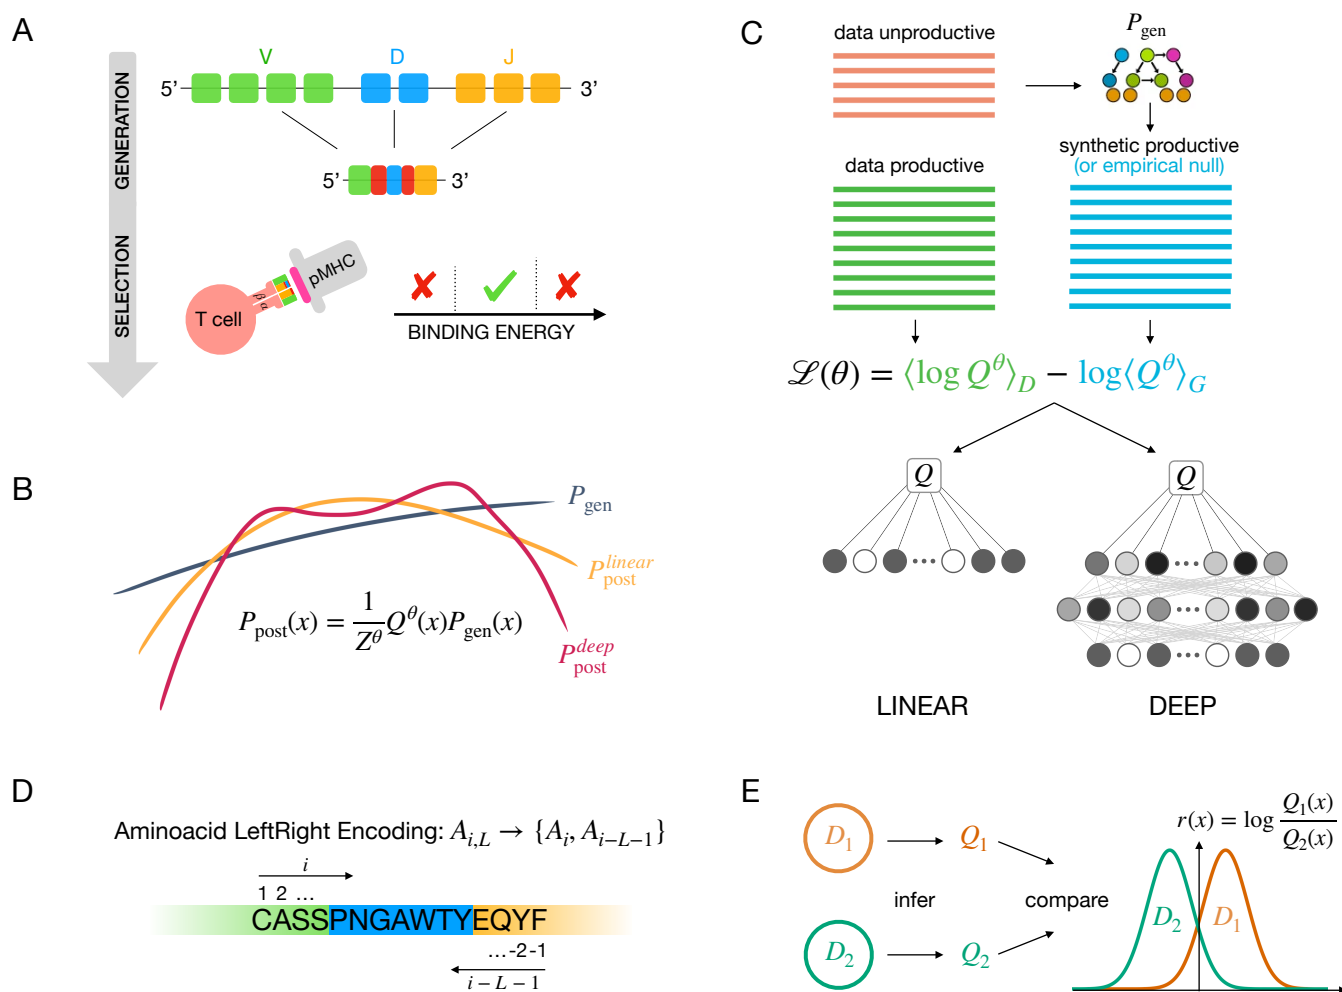 A
GENERATION
SELECTION
V D J
5’ 3’
5’ 3’
T cell
β α
pMHC
BINDING ENERGY
B
P_gen
P_post^linear
P_post^deep
P_post(x) = 1/Z^θ Q^θ(x)P_gen(x)
C
data unproductive
P_gen
data productive
synthetic productive
(or empirical null)
ℒ(θ) = ⟨log Q^θ⟩_D − log⟨Q^θ⟩_G
Q
Q
LINEAR
DEEP
D
Aminoacid LeftRight Encoding: A_{i,L} → {A_i, A_{i−L−1}}
i
1 2 ...
CASSPNGAWTYEQYF
...-2-1
i − L − 1
E
D_1
Q_1
infer
compare
D_2
Q_2
r(x) = log Q_1(x)/Q_2(x)
D_2
D_1